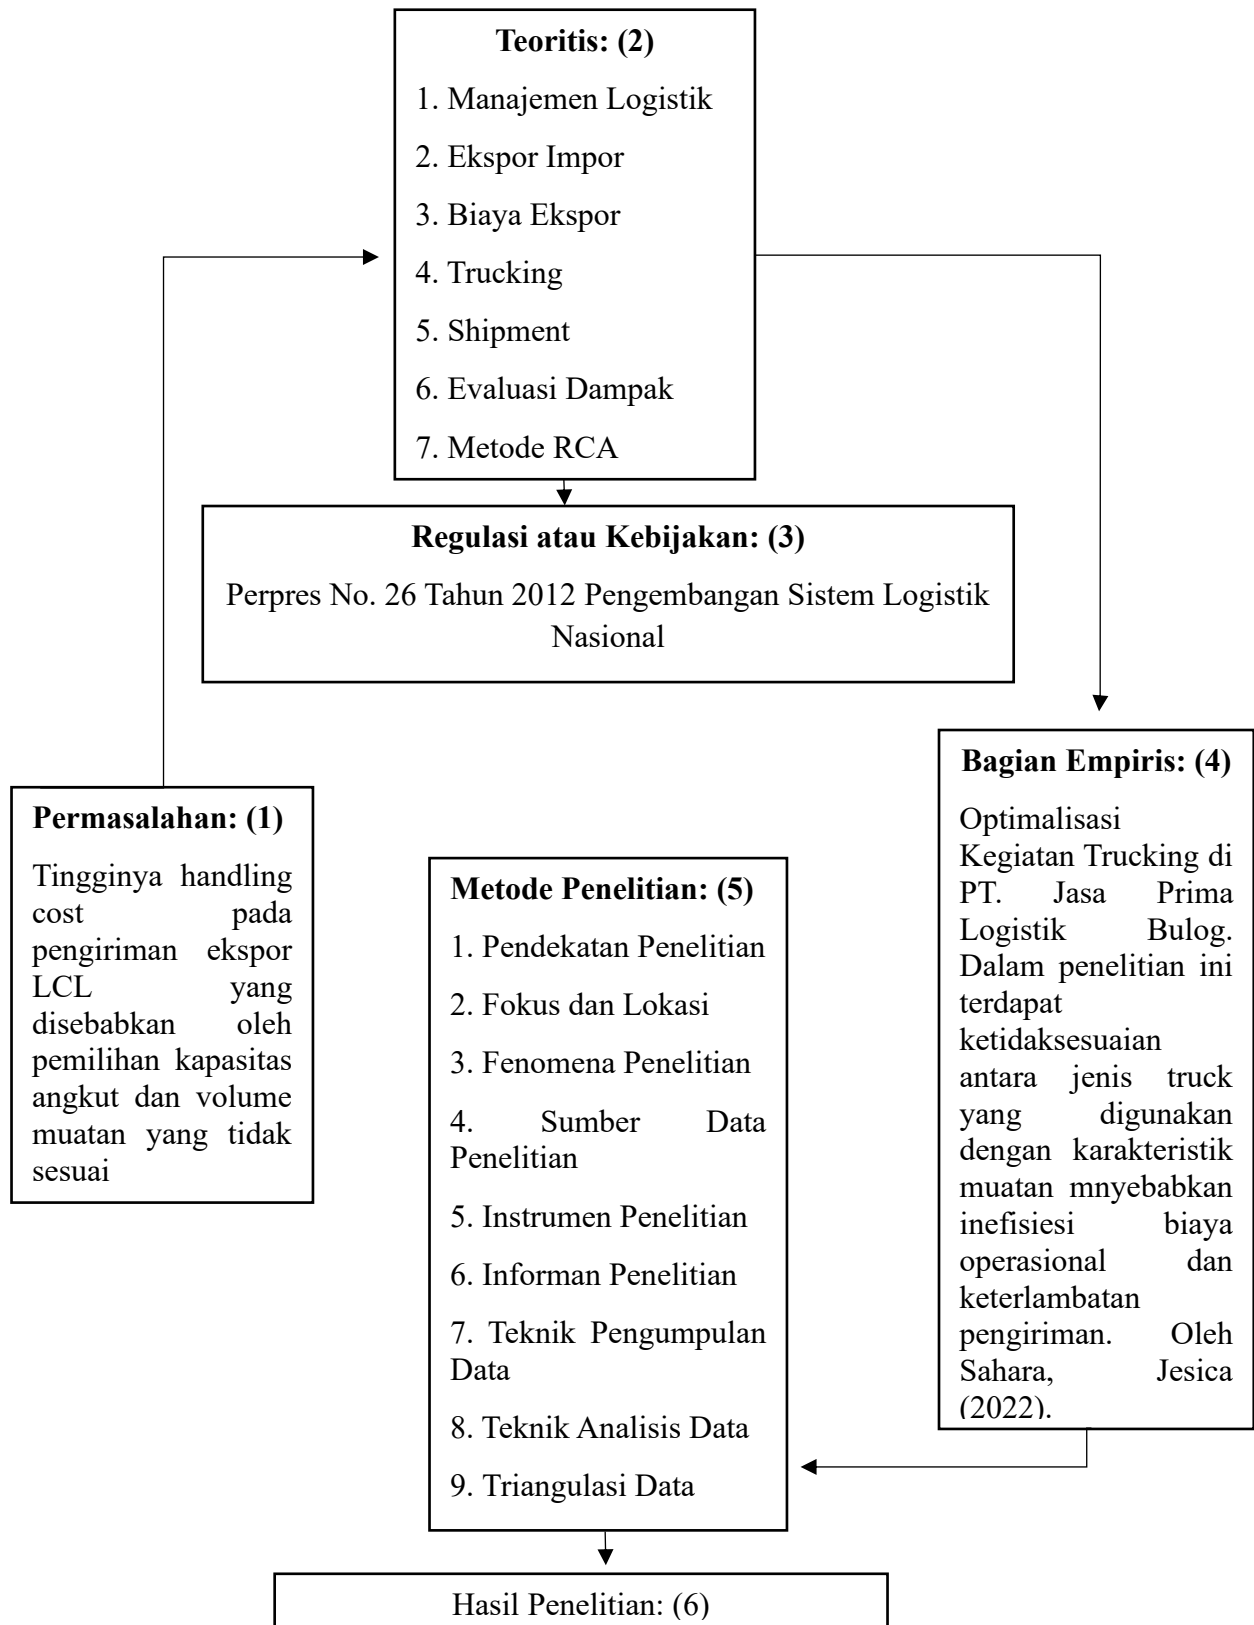 Teoritis: (2)
1. Manajemen Logistik
2. Ekspor Impor
3. Biaya Ekspor
4. Trucking
5. Shipment
6. Evaluasi Dampak
7. Metode RCA
Regulasi atau Kebijakan: (3)
Perpres No. 26 Tahun 2012 Pengembangan Sistem Logistik
Nasional
Permasalahan: (1)
Tingginya handling
cost pada
pengiriman ekspor
LCL yang
disebabkan oleh
pemilihan kapasitas
angkut dan volume
muatan yang tidak
sesuai
Bagian Empiris: (4)
Optimalisasi
Kegiatan Trucking di
PT. Jasa Prima
Logistik Bulog.
Dalam penelitian ini
terdapat
ketidaksesuaian
antara jenis truck
yang digunakan
dengan karakteristik
muatan mnyebabkan
inefisiesi biaya
operasional dan
keterlambatan
pengiriman. Oleh
Sahara, Jesica
(2022).
Metode Penelitian: (5)
1. Pendekatan Penelitian
2. Fokus dan Lokasi
3. Fenomena Penelitian
4. Sumber Data
Penelitian
5. Instrumen Penelitian
6. Informan Penelitian
7. Teknik Pengumpulan
Data
8. Teknik Analisis Data
9. Triangulasi Data
Hasil Penelitian: (6)